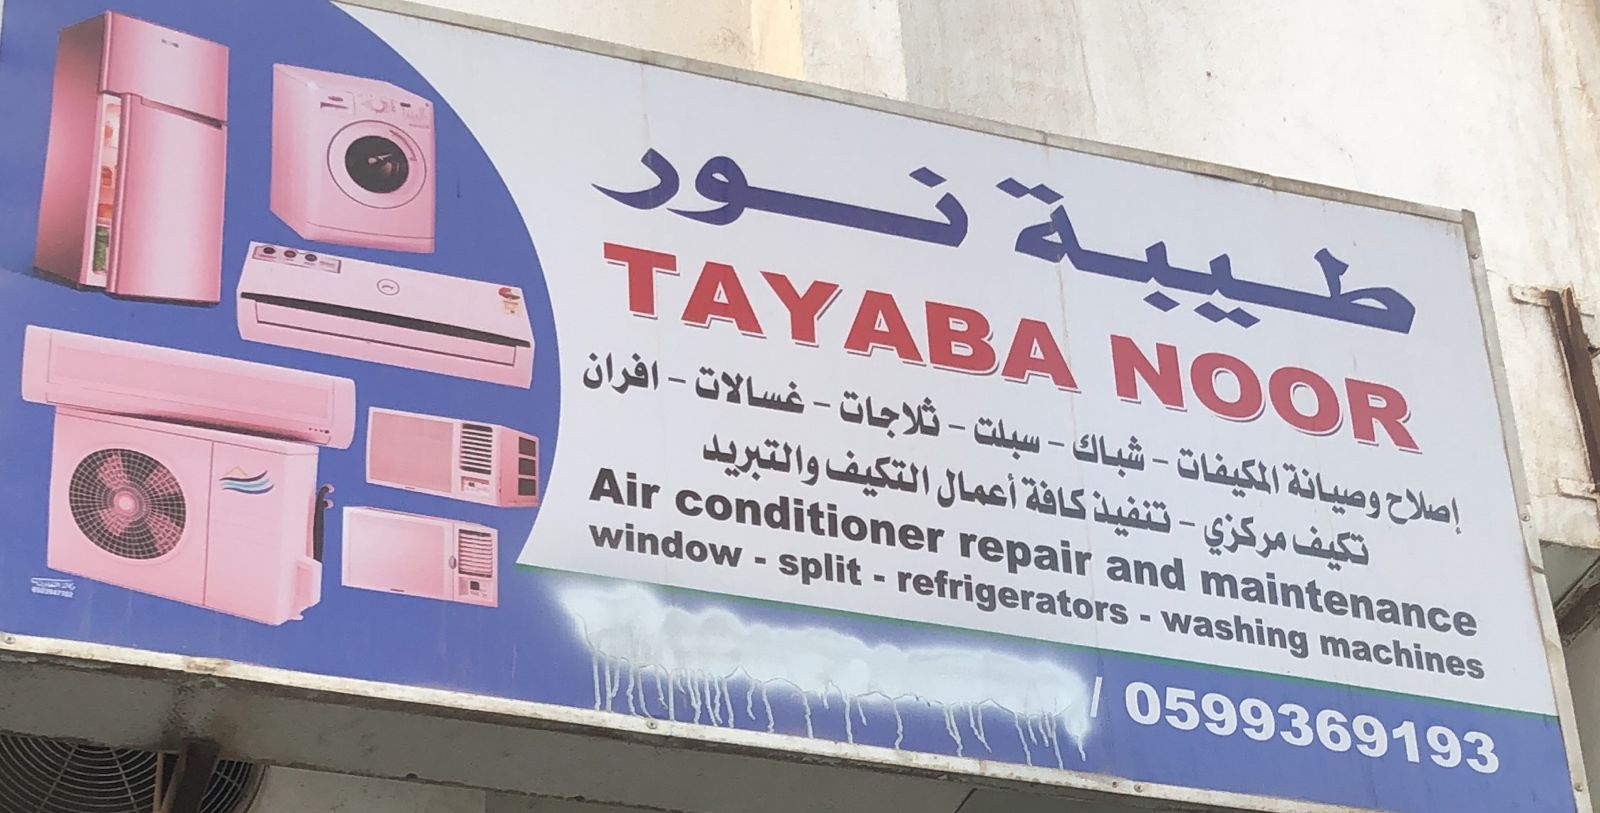 طيبة نور
TAYABA NOOR
إصلاح وصيانة المكيفات - شباك - سبلت - ثلاجات - غسالات - افران
تكيف مركزي - تنفيذ كافة أعمال التكيف والتبريد
Air conditioner repair and maintenance
window - split - refrigerators - washing machines
/ 0599369193